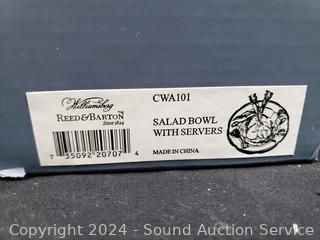 Williamsburg
REED & BARTON™
Since 1824
7 35092 20707 4
CWA101
SALAD BOWL
WITH SERVERS
MADE IN CHINA
Copyright © 2024 - Sound Auction Service